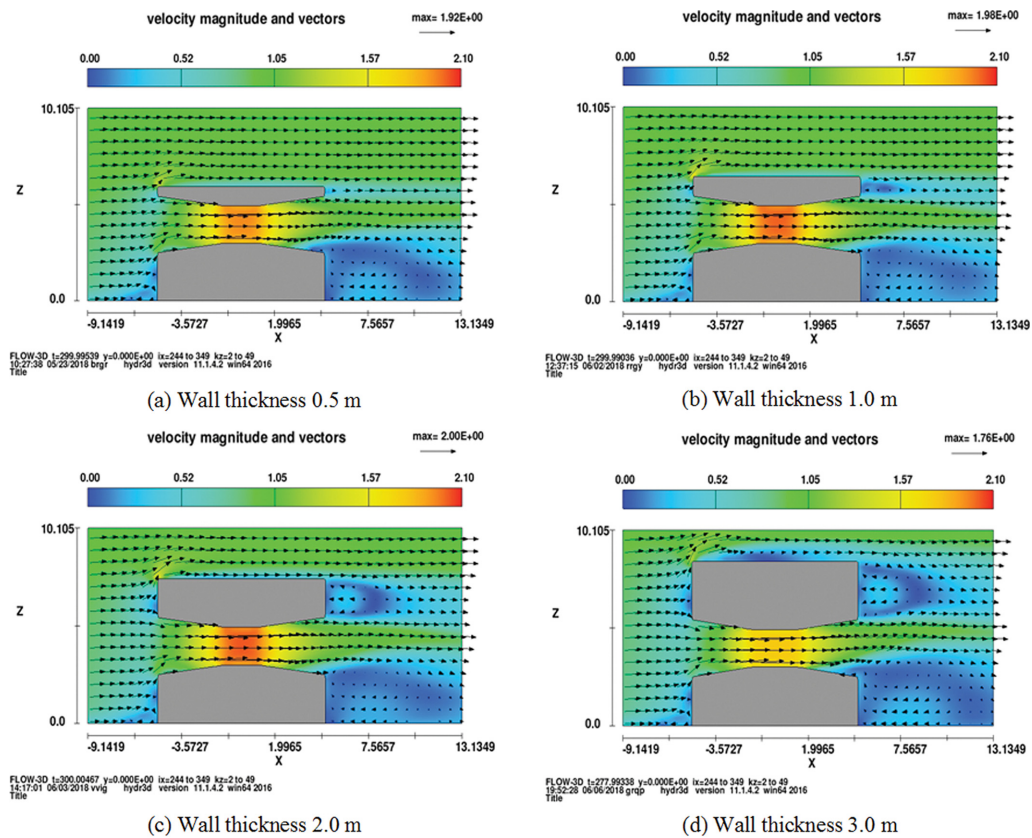 velocity magnitude and vectors
max= 1.92E+00
0.00 0.52 1.05 1.57 2.10
10.105
Z
0.0
-9.1419 -3.5727 1.9965 7.5657 13.1349
X
FLOW-3D t=299.99539 y=0.000E+00 ix=244 to 349 kz=2 to 49
10:27:38 05/23/2018 brgr hydr3d version 11.1.4.2 win64 2016
Title
(a) Wall thickness 0.5 m
velocity magnitude and vectors
max= 1.98E+00
0.00 0.52 1.05 1.57 2.10
10.105
Z
0.0
-9.1419 -3.5727 1.9965 7.5657 13.1349
X
FLOW-3D t=299.99036 y=0.000E+00 ix=244 to 349 kz=2 to 49
12:37:15 06/02/2018 rrgy hydr3d version 11.1.4.2 win64 2016
Title
(b) Wall thickness 1.0 m
velocity magnitude and vectors
max= 2.00E+00
0.00 0.52 1.05 1.57 2.10
10.105
Z
0.0
-9.1419 -3.5727 1.9965 7.5657 13.1349
X
FLOW-3D t=300.00467 y=0.000E+00 ix=244 to 349 kz=2 to 49
14:17:01 06/03/2018 vvig hydr3d version 11.1.4.2 win64 2016
Title
(c) Wall thickness 2.0 m
velocity magnitude and vectors
max= 1.76E+00
0.00 0.52 1.05 1.57 2.10
10.105
Z
0.0
-9.1419 -3.5727 1.9965 7.5657 13.1349
X
FLOW-3D t=277.99338 y=0.000E+00 ix=244 to 349 kz=2 to 49
19:52:28 06/06/2018 grqp hydr3d version 11.1.4.2 win64 2016
Title
(d) Wall thickness 3.0 m